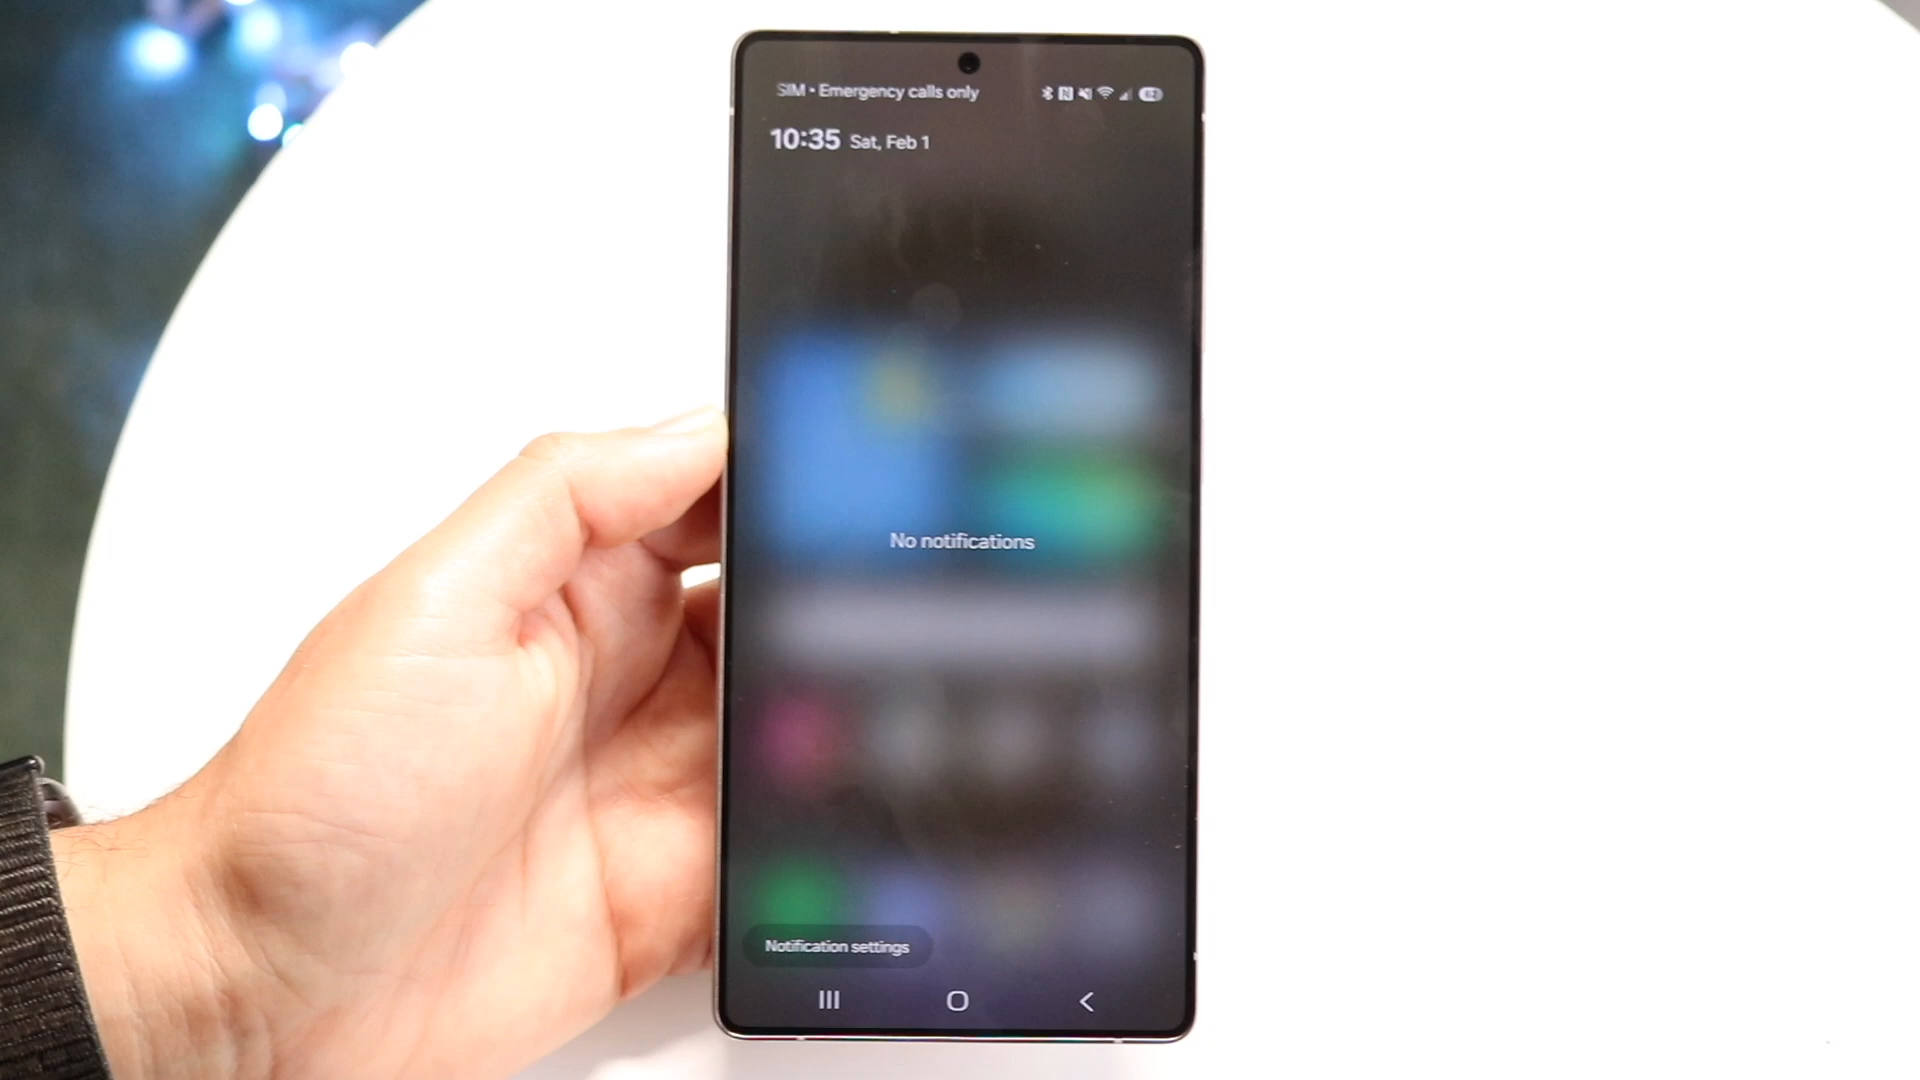 SIM • Emergency calls only
10:35 Sat, Feb 1
No notifications
Notification settings